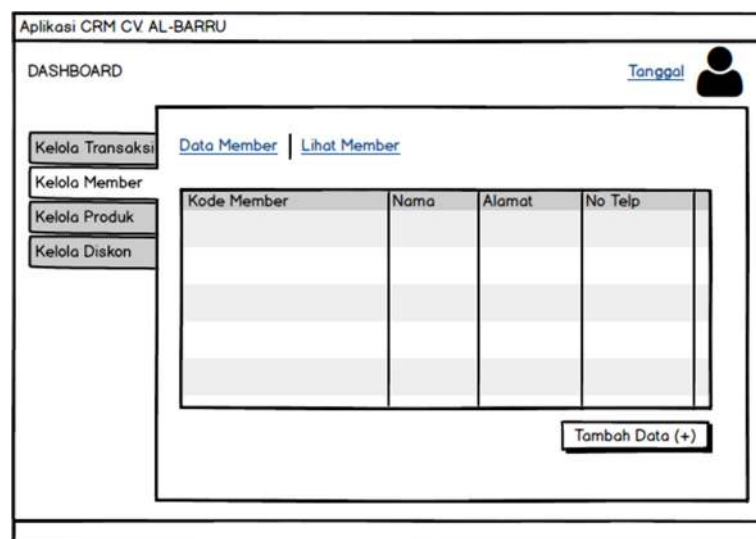 Aplikasi CRM CV. AL-BARRU
DASHBOARD
Tanggal
Kelola Transaksi
Kelola Member
Kelola Produk
Kelola Diskon
Data Member | Lihat Member
Kode Member Nama Alamat No Telp
Tambah Data (+)